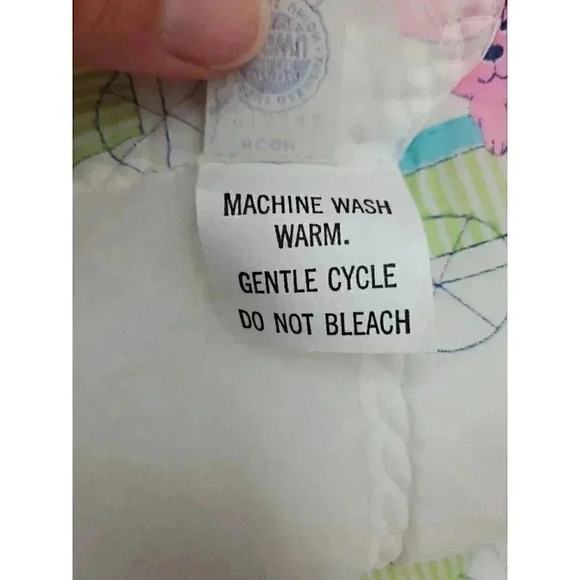 MACHINE WASH
WARM.
GENTLE CYCLE
DO NOT BLEACH